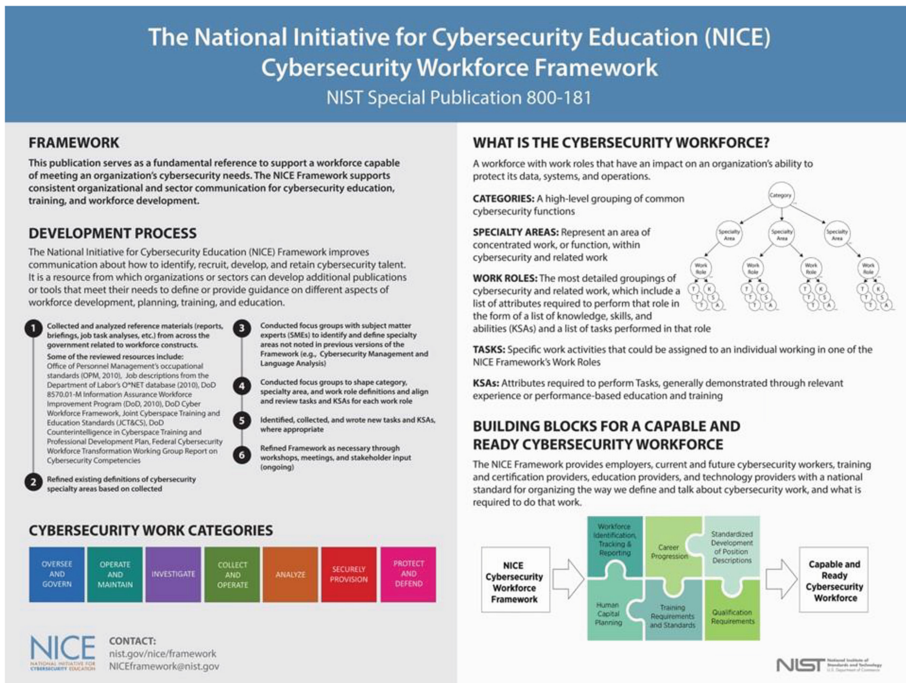 The National Initiative for Cybersecurity Education (NICE)
Cybersecurity Workforce Framework
NIST Special Publication 800-181
FRAMEWORK
This publication serves as a fundamental reference to support a workforce capable
of meeting an organization's cybersecurity needs. The NICE Framework supports
consistent organizational and sector communication for cybersecurity education,
training, and workforce development.
DEVELOPMENT PROCESS
The National Initiative for Cybersecurity Education (NICE) Framework improves
communication about how to identify, recruit, develop, and retain cybersecurity talent.
It is a resource from which organizations or sectors can develop additional publications
or tools that meet their needs to define or provide guidance on different aspects of
workforce development, planning, training, and education.
1
Collected and analyzed reference materials (reports,
briefings, job task analyses, etc.) from across the
government related to workforce constructs.
Some of the reviewed resources include:
Office of Personnel Management's occupational
standards (OPM, 2010), Job descriptions from the
Department of Labor's O*NET database (2010), DoD
8570.01-M Information Assurance Workforce
Improvement Program (DoD, 2010), DoD Cyber
Workforce Framework, Joint Cyberspace Training and
Education Standards (JCT&CS), DoD
Counterintelligence in Cyberspace Training and
Professional Development Plan, Federal Cybersecurity
Workforce Transformation Working Group Report on
Cybersecurity Competencies
2
Refined existing definitions of cybersecurity
specialty areas based on collected
3
Conducted focus groups with subject matter
experts (SMEs) to identify and define specialty
areas not noted in previous versions of the
Framework (e.g., Cybersecurity Management and
Language Analysis)
4
Conducted focus groups to shape category,
specialty area, and work role definitions and align
and review tasks and KSAs for each work role
5
Identified, collected, and wrote new tasks and KSAs,
where appropriate
6
Refined Framework as necessary through
workshops, meetings, and stakeholder input
(ongoing)
CYBERSECURITY WORK CATEGORIES
OVERSEE
AND
GOVERN
OPERATE
AND
MAINTAIN
INVESTIGATE
COLLECT
AND
OPERATE
ANALYZE
SECURELY
PROVISION
PROTECT
AND
DEFEND
NICE
NATIONAL INITIATIVE FOR
CYBERSECURITY EDUCATION
CONTACT:
nist.gov/nice/framework
NICEframework@nist.gov
WHAT IS THE CYBERSECURITY WORKFORCE?
A workforce with work roles that have an impact on an organization's ability to
protect its data, systems, and operations.
CATEGORIES: A high-level grouping of common
cybersecurity functions
SPECIALTY AREAS: Represent an area of
concentrated work, or function, within
cybersecurity and related work
WORK ROLES: The most detailed groupings of
cybersecurity and related work, which include a
list of attributes required to perform that role in
the form of a list of knowledge, skills, and
abilities (KSAs) and a list of tasks performed in that role
Category
Specialty
Area
Specialty
Area
Specialty
Area
Work
Role
Work
Role
Work
Role
Work
Role
T K
T S
T A
T K
T S
T A
T K
T S
T A
T K
T S
T A
TASKS: Specific work activities that could be assigned to an individual working in one of the
NICE Framework's Work Roles
KSAs: Attributes required to perform Tasks, generally demonstrated through relevant
experience or performance-based education and training
BUILDING BLOCKS FOR A CAPABLE AND
READY CYBERSECURITY WORKFORCE
The NICE Framework provides employers, current and future cybersecurity workers, training
and certification providers, education providers, and technology providers with a national
standard for organizing the way we define and talk about cybersecurity work, and what is
required to do that work.
NICE
Cybersecurity
Workforce
Framework
Workforce
Identification,
Tracking &
Reporting
Career
Progression
Standardized
Development
of Position
Descriptions
Human
Capital
Planning
Training
Requirements
and Standards
Qualification
Requirements
Capable and
Ready
Cybersecurity
Workforce
NIST
National Institute of
Standards and Technology
U.S. Department of Commerce